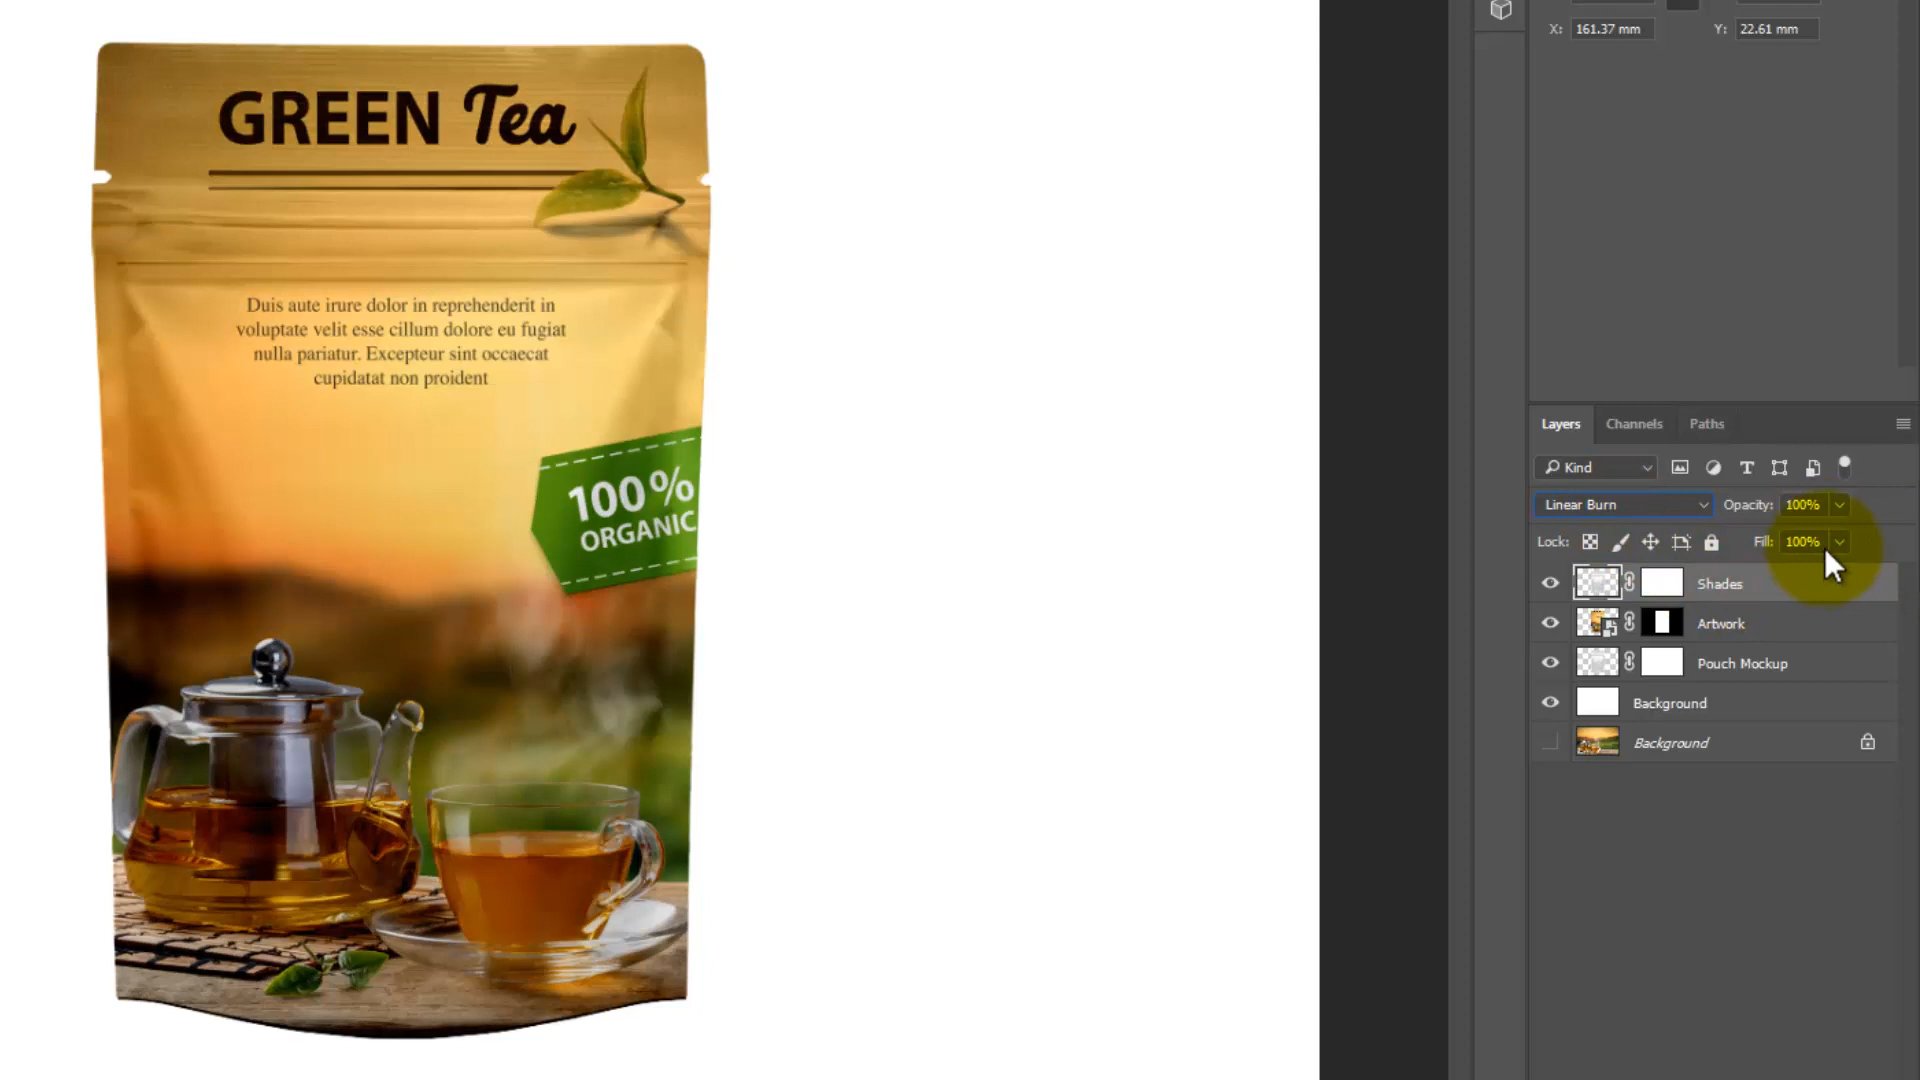 X: 161.37 mm Y: 22.61 mm
GREEN Tea
Duis aute irure dolor in reprehenderit in
voluptate velit esse cillum dolore eu fugiat
nulla pariatur. Excepteur sint occaecat
cupidatat non proident
100%
ORGANIC
Layers Channels Paths
Kind
Linear Burn Opacity: 100%
Lock: Fill: 100%
Shades
Artwork
Pouch Mockup
Background
Background